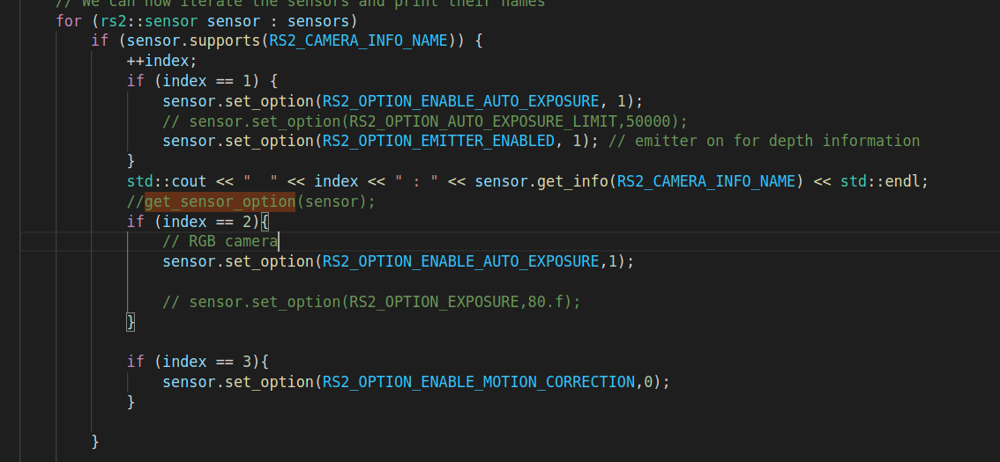 // We can now iterate the sensors and print their names
for (rs2::sensor sensor : sensors)
if (sensor.supports(RS2_CAMERA_INFO_NAME)) {
++index;
if (index == 1) {
sensor.set_option(RS2_OPTION_ENABLE_AUTO_EXPOSURE, 1);
// sensor.set_option(RS2_OPTION_AUTO_EXPOSURE_LIMIT,50000);
sensor.set_option(RS2_OPTION_EMITTER_ENABLED, 1); // emitter on for depth information
}
std::cout << "  " << index << " : " << sensor.get_info(RS2_CAMERA_INFO_NAME) << std::endl;
//get_sensor_option(sensor);
if (index == 2){
// RGB camera
sensor.set_option(RS2_OPTION_ENABLE_AUTO_EXPOSURE,1);
// sensor.set_option(RS2_OPTION_EXPOSURE,80.f);
}
if (index == 3){
sensor.set_option(RS2_OPTION_ENABLE_MOTION_CORRECTION,0);
}
}